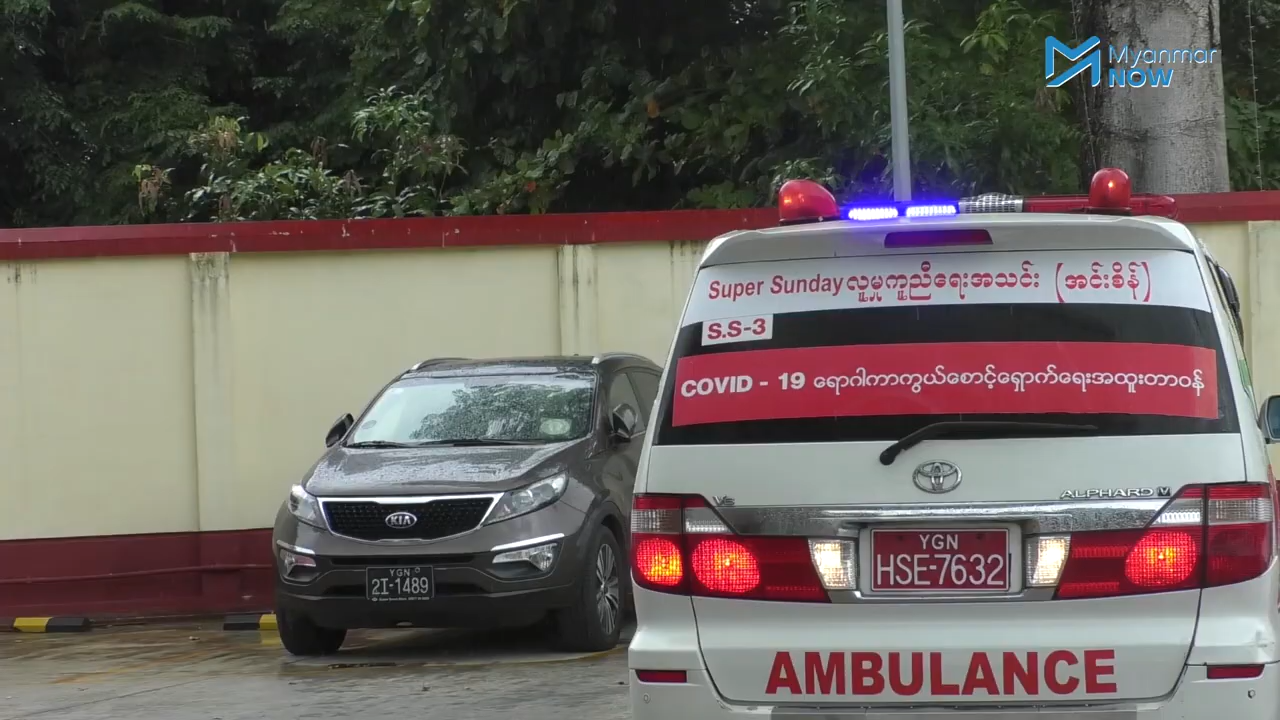 Myanmar
NOW
Super Sunday လူမှုကူညီရေးအသင်း (အင်းစိန်)
S.S-3
COVID - 19 ရောဂါကာကွယ်စောင့်ရှောက်ရေးအထူးတာဝန်
V6
ALPHARD V
YGN
HSE-7632
AMBULANCE
KIA
YGN
2I-1489